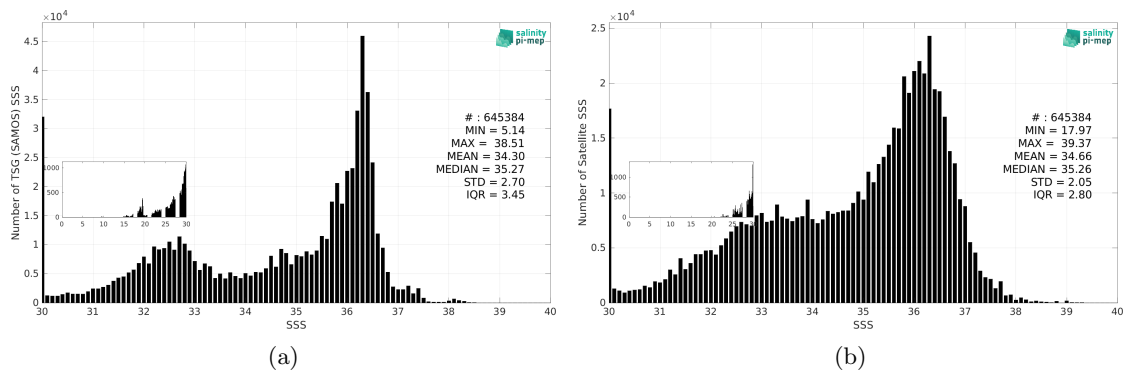 ×10⁴
4.5
4
3.5
3
2.5
2
1.5
1
0.5
0
Number of TSG (SAMOS) SSS
salinity
pi-mep
# : 645384
MIN = 5.14
MAX = 38.51
MEAN = 34.30
MEDIAN = 35.27
STD = 2.70
IQR = 3.45
1000
500
0
0 5 10 15 20 25 30
30 31 32 33 34 35 36 37 38 39 40
SSS
(a)
×10⁴
2.5
2
1.5
1
0.5
0
Number of Satellite SSS
salinity
pi-mep
# : 645384
MIN = 17.97
MAX = 39.37
MEAN = 34.66
MEDIAN = 35.26
STD = 2.05
IQR = 2.80
1000
500
0
0 5 10 15 20 25 30
30 31 32 33 34 35 36 37 38 39 40
SSS
(b)